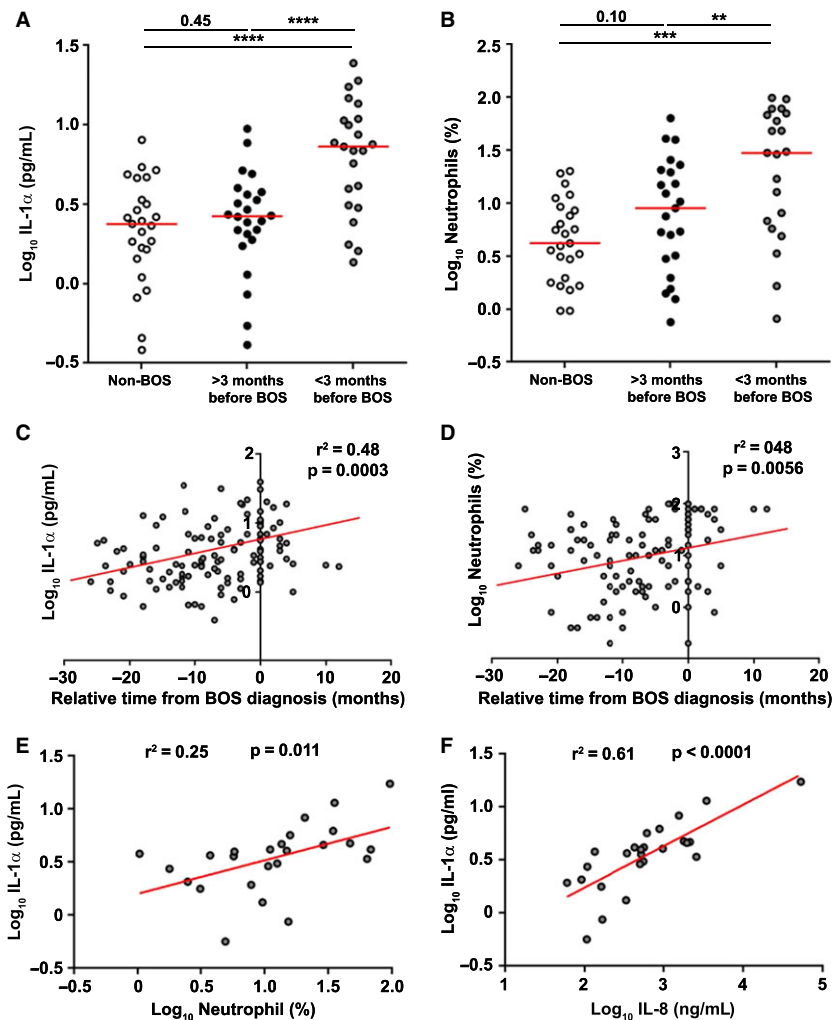 A
0.45
****
****
1.5
1.0
0.5
0.0
–0.5
Log10 IL-1α (pg/mL)
Non-BOS
>3 months
before BOS
<3 months
before BOS
B
0.10
**
***
2.5
2.0
1.5
1.0
0.5
0.0
–0.5
Log10 Neutrophils (%)
Non-BOS
>3 months
before BOS
<3 months
before BOS
C
r2 = 0.48
p = 0.0003
2
1
0
Log10 IL-1α (pg/mL)
–30
–20
–10
0
10
20
Relative time from BOS diagnosis (months)
D
r2 = 048
p = 0.0056
3
2
1
0
Log10 Neutrophils (%)
–30
–20
–10
0
10
20
Relative time from BOS diagnosis (months)
E
r2 = 0.25
p = 0.011
1.5
1.0
0.5
0
–0.5
Log10 IL-1α (pg/mL)
–0.5
0
0.5
1.0
1.5
2.0
Log10 Neutrophil (%)
F
r2 = 0.61
p < 0.0001
1.5
1.0
0.5
0
–0.5
Log10 IL-1α (pg/ml)
1
2
3
4
5
Log10 IL-8 (ng/mL)